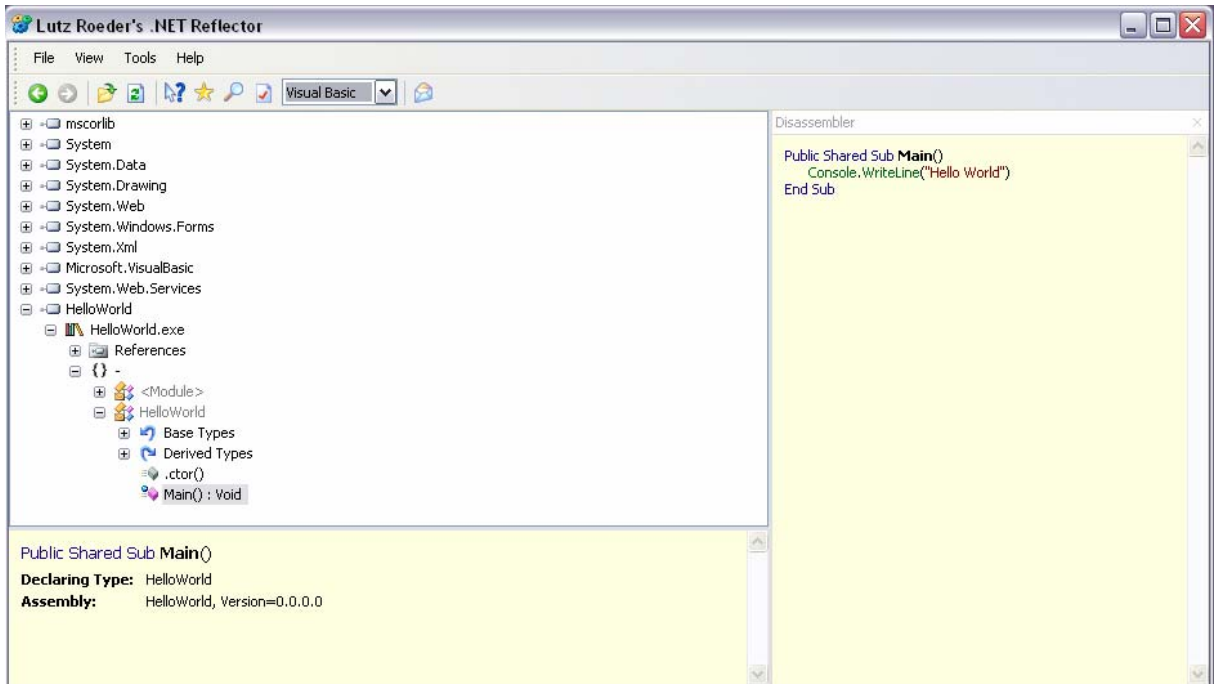 Lutz Roeder's .NET Reflector
File View Tools Help
Visual Basic
mscorlib
System
System.Data
System.Drawing
System.Web
System.Windows.Forms
System.Xml
Microsoft.VisualBasic
System.Web.Services
HelloWorld
HelloWorld.exe
References
{} -
<Module>
HelloWorld
Base Types
Derived Types
.ctor()
Main() : Void
Public Shared Sub Main()
Declaring Type: HelloWorld
Assembly: HelloWorld, Version=0.0.0.0
Disassembler
Public Shared Sub Main()
Console.WriteLine("Hello World")
End Sub